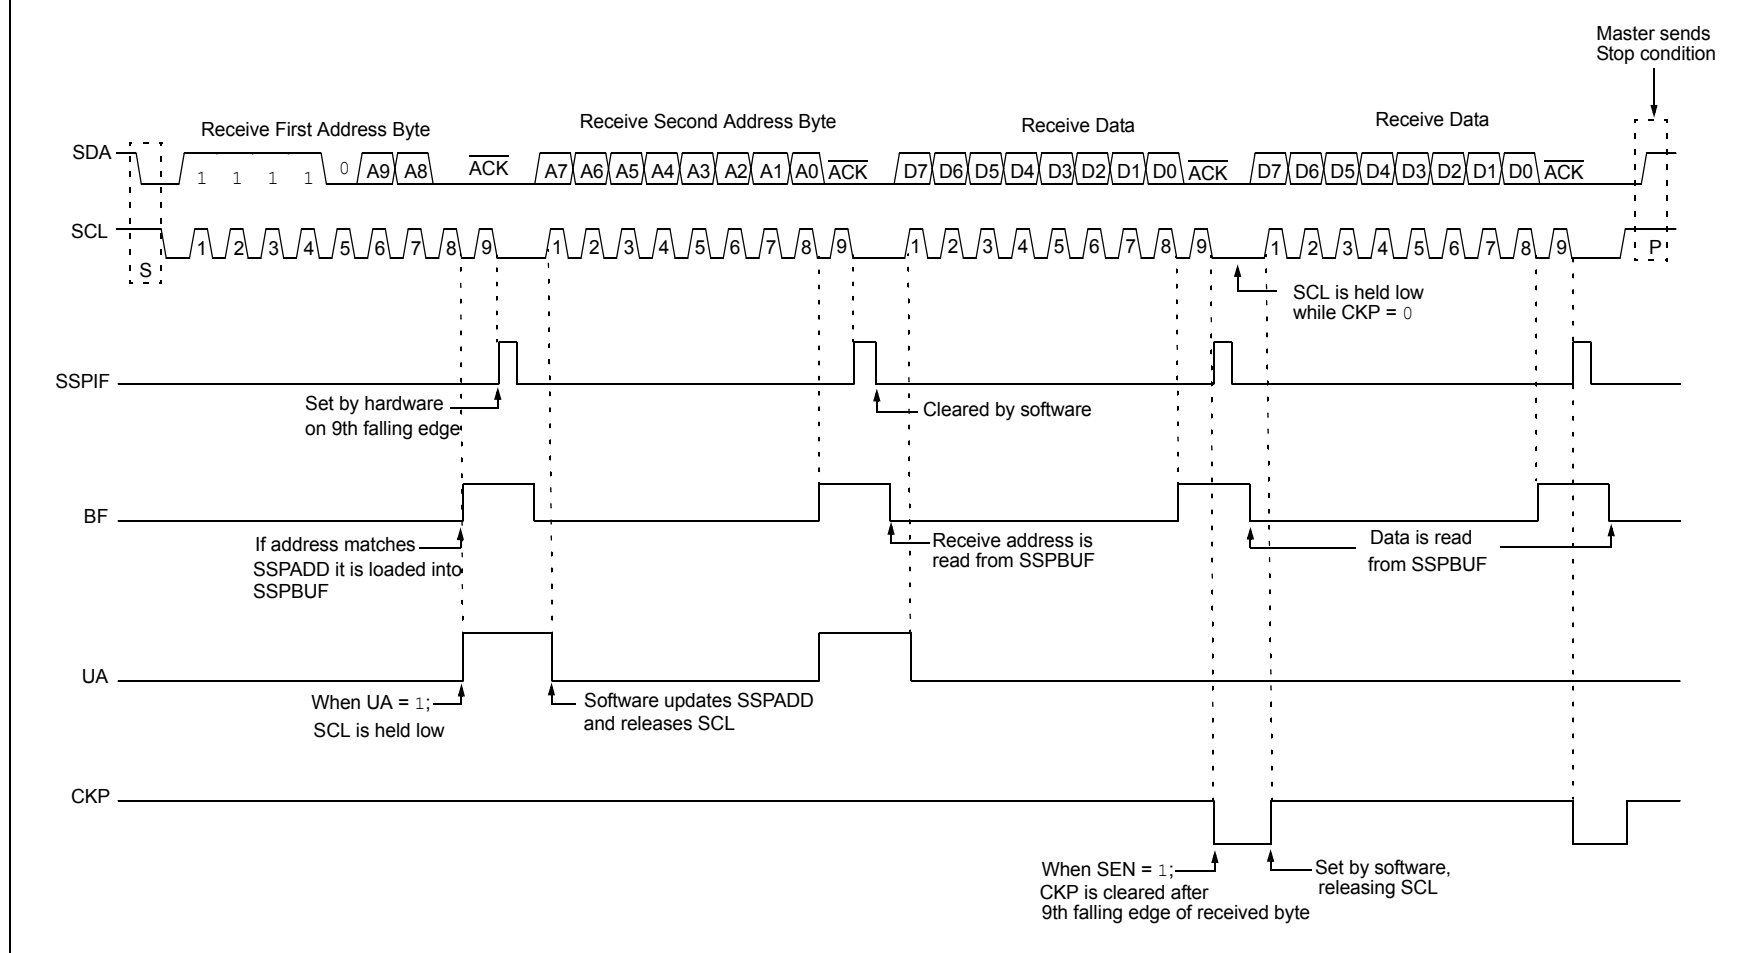 Master sends
Stop condition
Receive First Address Byte
Receive Second Address Byte
Receive Data
Receive Data
SDA
1 1 1 1 0 A9 A8 ACK A7 A6 A5 A4 A3 A2 A1 A0 ACK D7 D6 D5 D4 D3 D2 D1 D0 ACK D7 D6 D5 D4 D3 D2 D1 D0 ACK
SCL
S
1 2 3 4 5 6 7 8 9 1 2 3 4 5 6 7 8 9 1 2 3 4 5 6 7 8 9 1 2 3 4 5 6 7 8 9
P
SCL is held low
while CKP = 0
SSPIF
Set by hardware
on 9th falling edge
Cleared by software
BF
If address matches
SSPADD it is loaded into
SSPBUF
Receive address is
read from SSPBUF
Data is read
from SSPBUF
UA
When UA = 1;
SCL is held low
Software updates SSPADD
and releases SCL
CKP
When SEN = 1;
CKP is cleared after
9th falling edge of received byte
Set by software,
releasing SCL